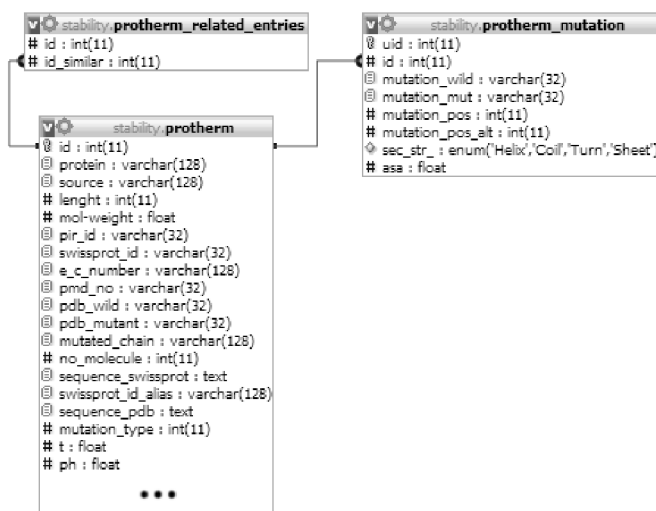 stability.protherm_related_entries
# id : int(11)
# id_similar : int(11)
stability.protherm_mutation
uid : int(11)
# id : int(11)
mutation_wild : varchar(32)
mutation_mut : varchar(32)
# mutation_pos : int(11)
# mutation_pos_alt : int(11)
sec_str_ : enum('Helix','Coil','Turn','Sheet')
# asa : float
stability.protherm
id : int(11)
protein : varchar(128)
source : varchar(128)
# lenght : int(11)
# mol-weight : float
pir_id : varchar(32)
swissprot_id : varchar(32)
e_c_number : varchar(128)
pmd_no : varchar(32)
pdb_wild : varchar(32)
pdb_mutant : varchar(32)
mutated_chain : varchar(128)
# no_molecule : int(11)
sequence_swissprot : text
swissprot_id_alias : varchar(128)
sequence_pdb : text
# mutation_type : int(11)
# t : float
# ph : float
•••